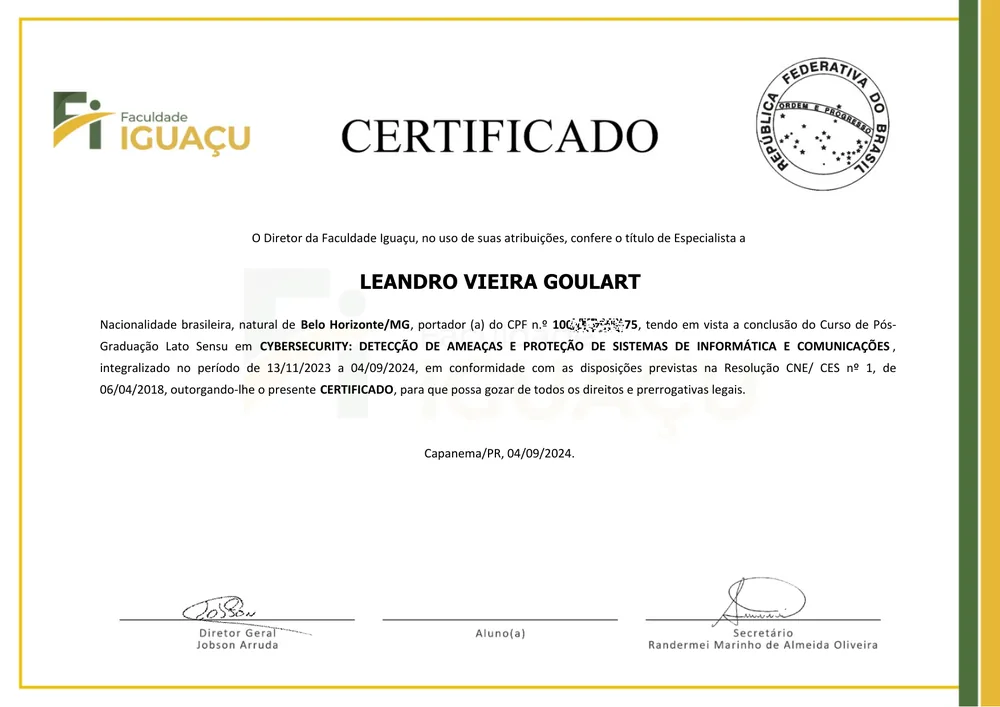 Faculdade
IGUAÇU
CERTIFICADO
REPÚBLICA FEDERATIVA DO BRASIL
ORDEM E PROGRESSO
O Diretor da Faculdade Iguaçu, no uso de suas atribuições, confere o título de Especialista a
LEANDRO VIEIRA GOULART
Nacionalidade brasileira, natural de Belo Horizonte/MG, portador (a) do CPF n.º 100 75, tendo em vista a conclusão do Curso de Pós-
Graduação Lato Sensu em CYBERSECURITY: DETECÇÃO DE AMEAÇAS E PROTEÇÃO DE SISTEMAS DE INFORMÁTICA E COMUNICAÇÕES,
integralizado no período de 13/11/2023 a 04/09/2024, em conformidade com as disposições previstas na Resolução CNE/ CES nº 1, de
06/04/2018, outorgando-lhe o presente CERTIFICADO, para que possa gozar de todos os direitos e prerrogativas legais.
Capanema/PR, 04/09/2024.
Jobson
Diretor Geral
Jobson Arruda
Aluno(a)
Secretário
Randermei Marinho de Almeida Oliveira